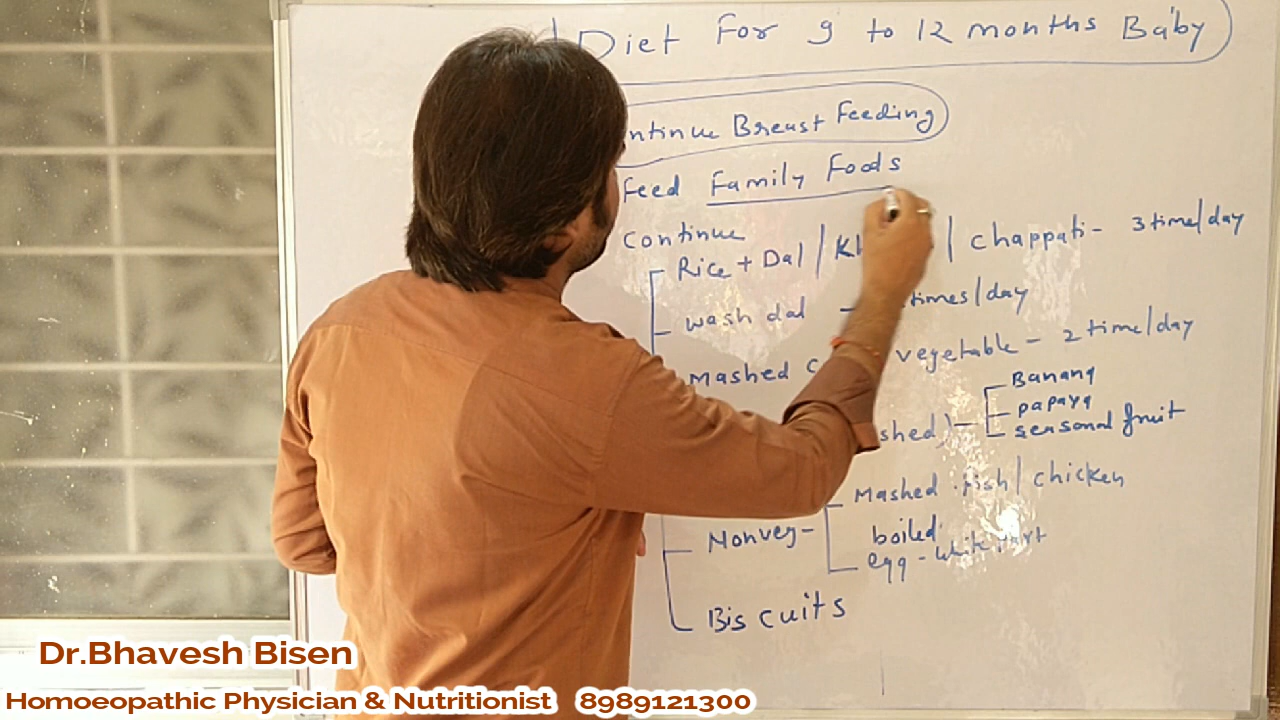 Diet For 9 to 12 months Baby
ntinue Breast Feeding
Feed Family Foods
Continue
Rice + Dal / Kh / Chappati - 3 time/day
wash dal - times/day
Mashed vegetable - 2 time/day
Banana
papaya
shed) - seasonal fruit
Mashed fish / chicken
Nonveg - boiled
egg - white part
Biscuits
Dr.Bhavesh Bisen
Homoeopathic Physician & Nutritionist 8989121300